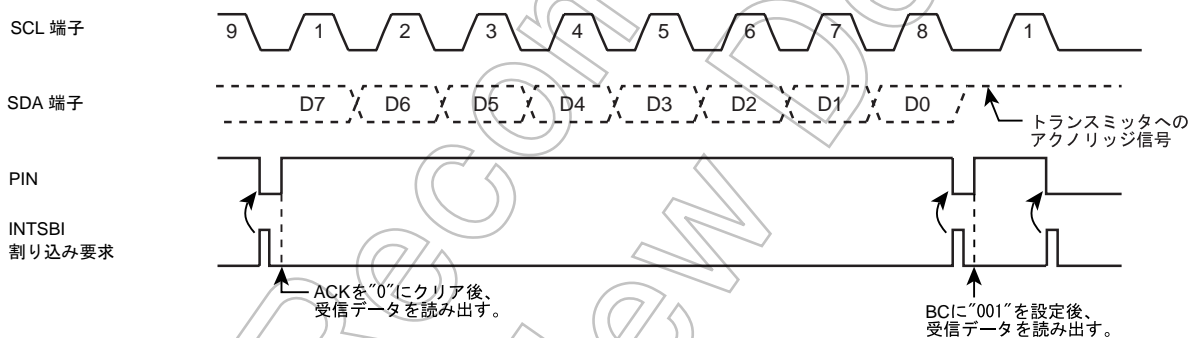 SCL 端子
9 1 2 3 4 5 6 7 8 1
SDA 端子
D7 D6 D5 D4 D3 D2 D1 D0
トランスミッタへの
アクノリッジ信号
PIN
INTSBI
割り込み要求
ACKを"0"にクリア後、
受信データを読み出す。
BCに"001"を設定後、
受信データを読み出す。